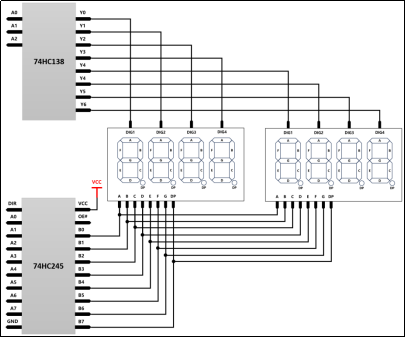 A0 Y0
A1 Y1
A2 Y2
Y3
74HC138
Y4
Y4
Y5
Y6
DIG1 DIG2 DIG3 DIG4
DIG1 DIG2 DIG3 DIG4
A A A A
F B F B F B F B
G G G G
E C E C E C E C
D D D D
DP DP DP DP
A B C D E F G DP
A A A A
F B F B F B F B
G G G G
E C E C E C E C
D D D D
DP DP DP DP
A B C D E F G DP
VCC
DIR VCC
A0 OE#
A1 B0
A2 B1
A3 B2
74HC245
A4 B3
A5 B4
A6 B5
A7 B6
GND B7